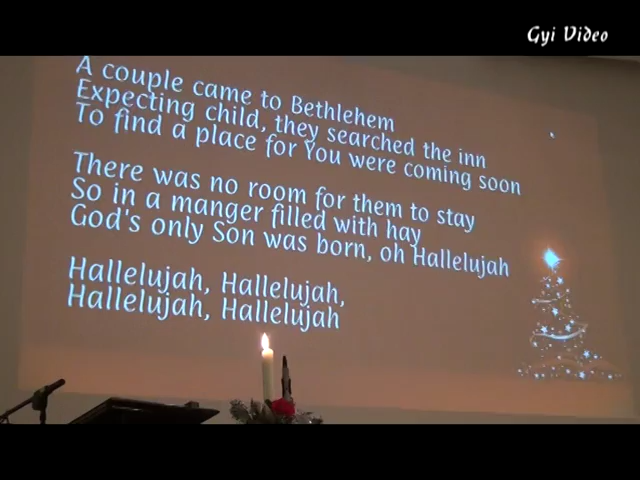 Gyi Video
A couple came to Bethlehem
Expecting child, they searched the inn
To find a place for You were coming soon
There was no room for them to stay
So in a manger filled with hay
God's only Son was born, oh Hallelujah
Hallelujah, Hallelujah,
Hallelujah, Hallelujah